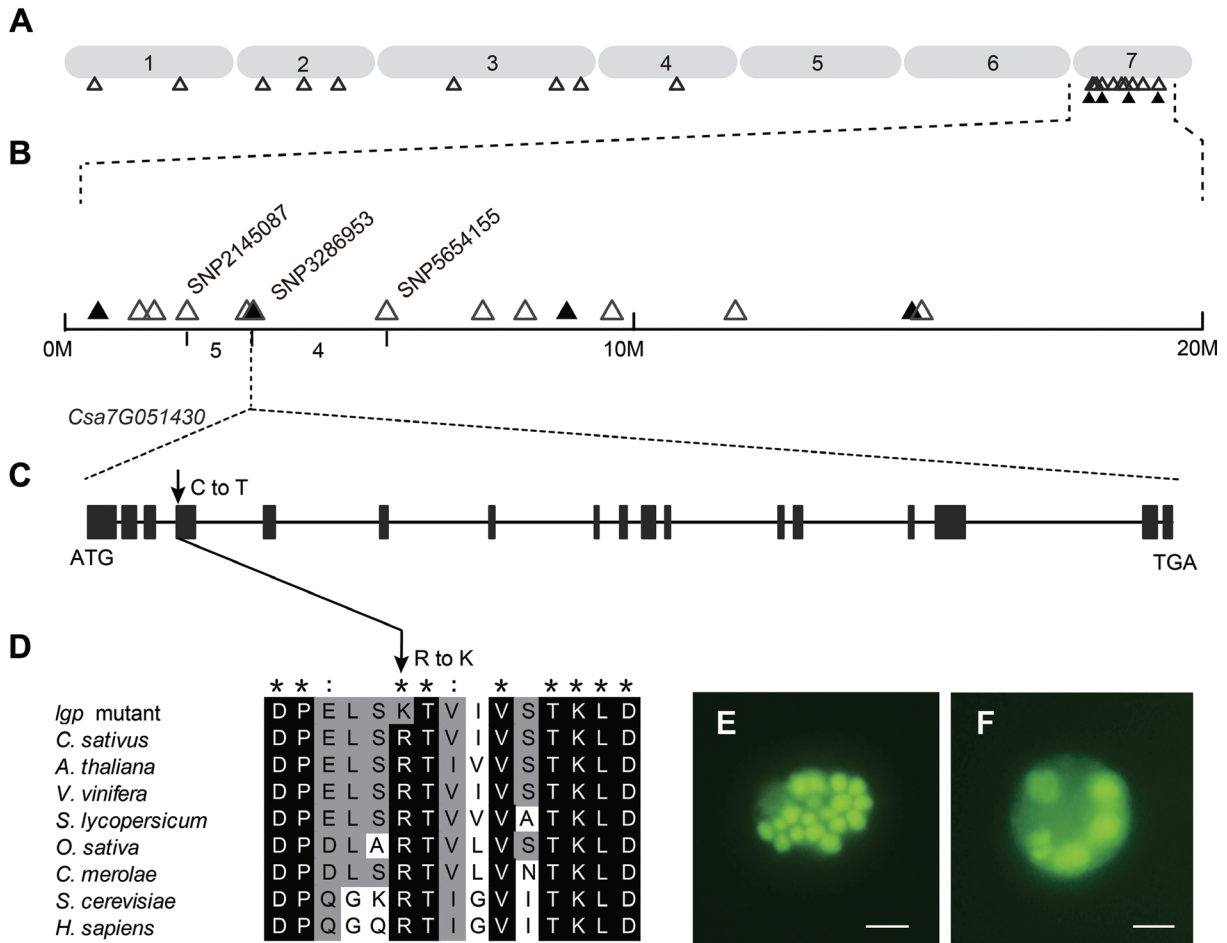 A
1 2 3 4 5 6 7
B
SNP2145087
SNP3286953
SNP5654155
0M 5 4 10M 20M
Csa7G051430
C
C to T
ATG
TGA
D
R to K
* * : * * : * * * * *
lgp mutant D P E L S K T V I V S T K L D
C. sativus D P E L S R T V I V S T K L D
A. thaliana D P E L S R T I V V S T K L D
V. vinifera D P E L S R T V I V S T K L D
S. lycopersicum D P E L S R T V V V A T K L D
O. sativa D P D L A R T V L V S T K L D
C. merolae D P D L S R T V L V N T K L D
S. cerevisiae D P Q G K R T I G V I T K L D
H. sapiens D P Q G Q R T I G V I T K L D
E
F